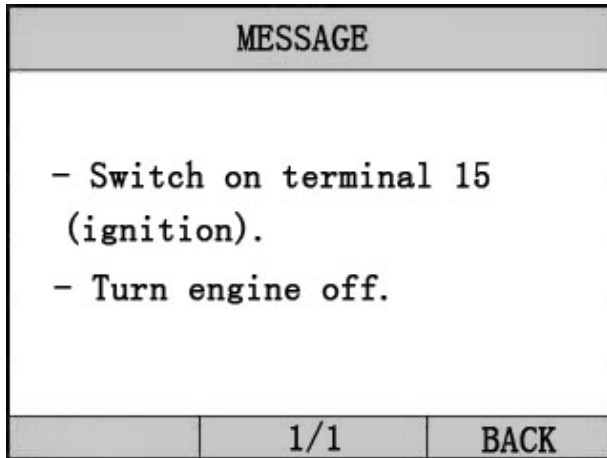 MESSAGE
- Switch on terminal 15
(ignition).
- Turn engine off.
1/1
BACK